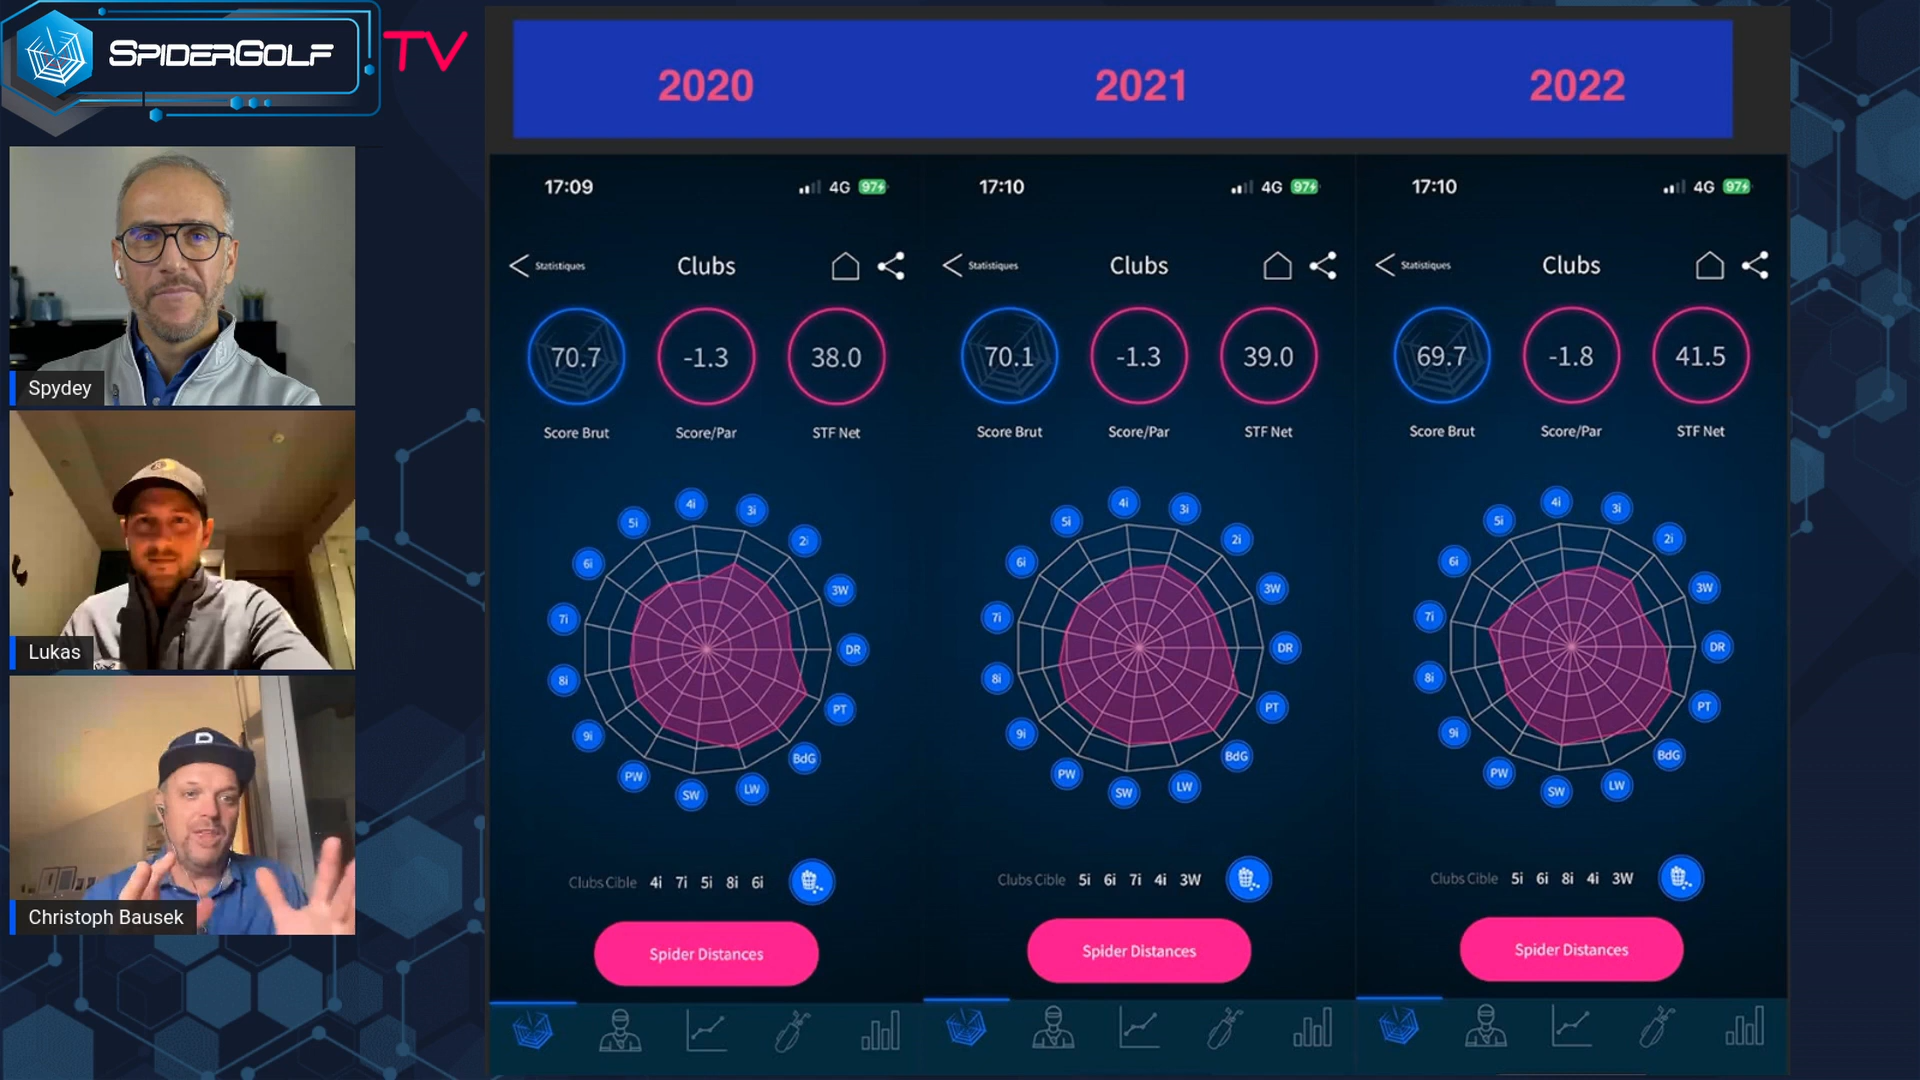 SPIDERGOLF TV
Spydey
Lukas
Christoph Bausek
2020 2021 2022
17:09 4G 97
Statistiques Clubs
70.7 -1.3 38.0
Score Brut Score/Par STF Net
4i
3i
5i
2i
6i
3W
7i
DR
8i
PT
9i
BdG
PW
LW
SW
Clubs Cible 4i 7i 5i 8i 6i
Spider Distances
17:10 4G 97
Statistiques Clubs
70.1 -1.3 39.0
Score Brut Score/Par STF Net
4i
3i
5i
2i
6i
3W
7i
DR
8i
PT
9i
BdG
PW
LW
SW
Clubs Cible 5i 6i 7i 4i 3W
Spider Distances
17:10 4G 97
Statistiques Clubs
69.7 -1.8 41.5
Score Brut Score/Par STF Net
4i
3i
5i
2i
6i
3W
7i
DR
8i
PT
9i
BdG
PW
LW
SW
Clubs Cible 5i 6i 8i 4i 3W
Spider Distances